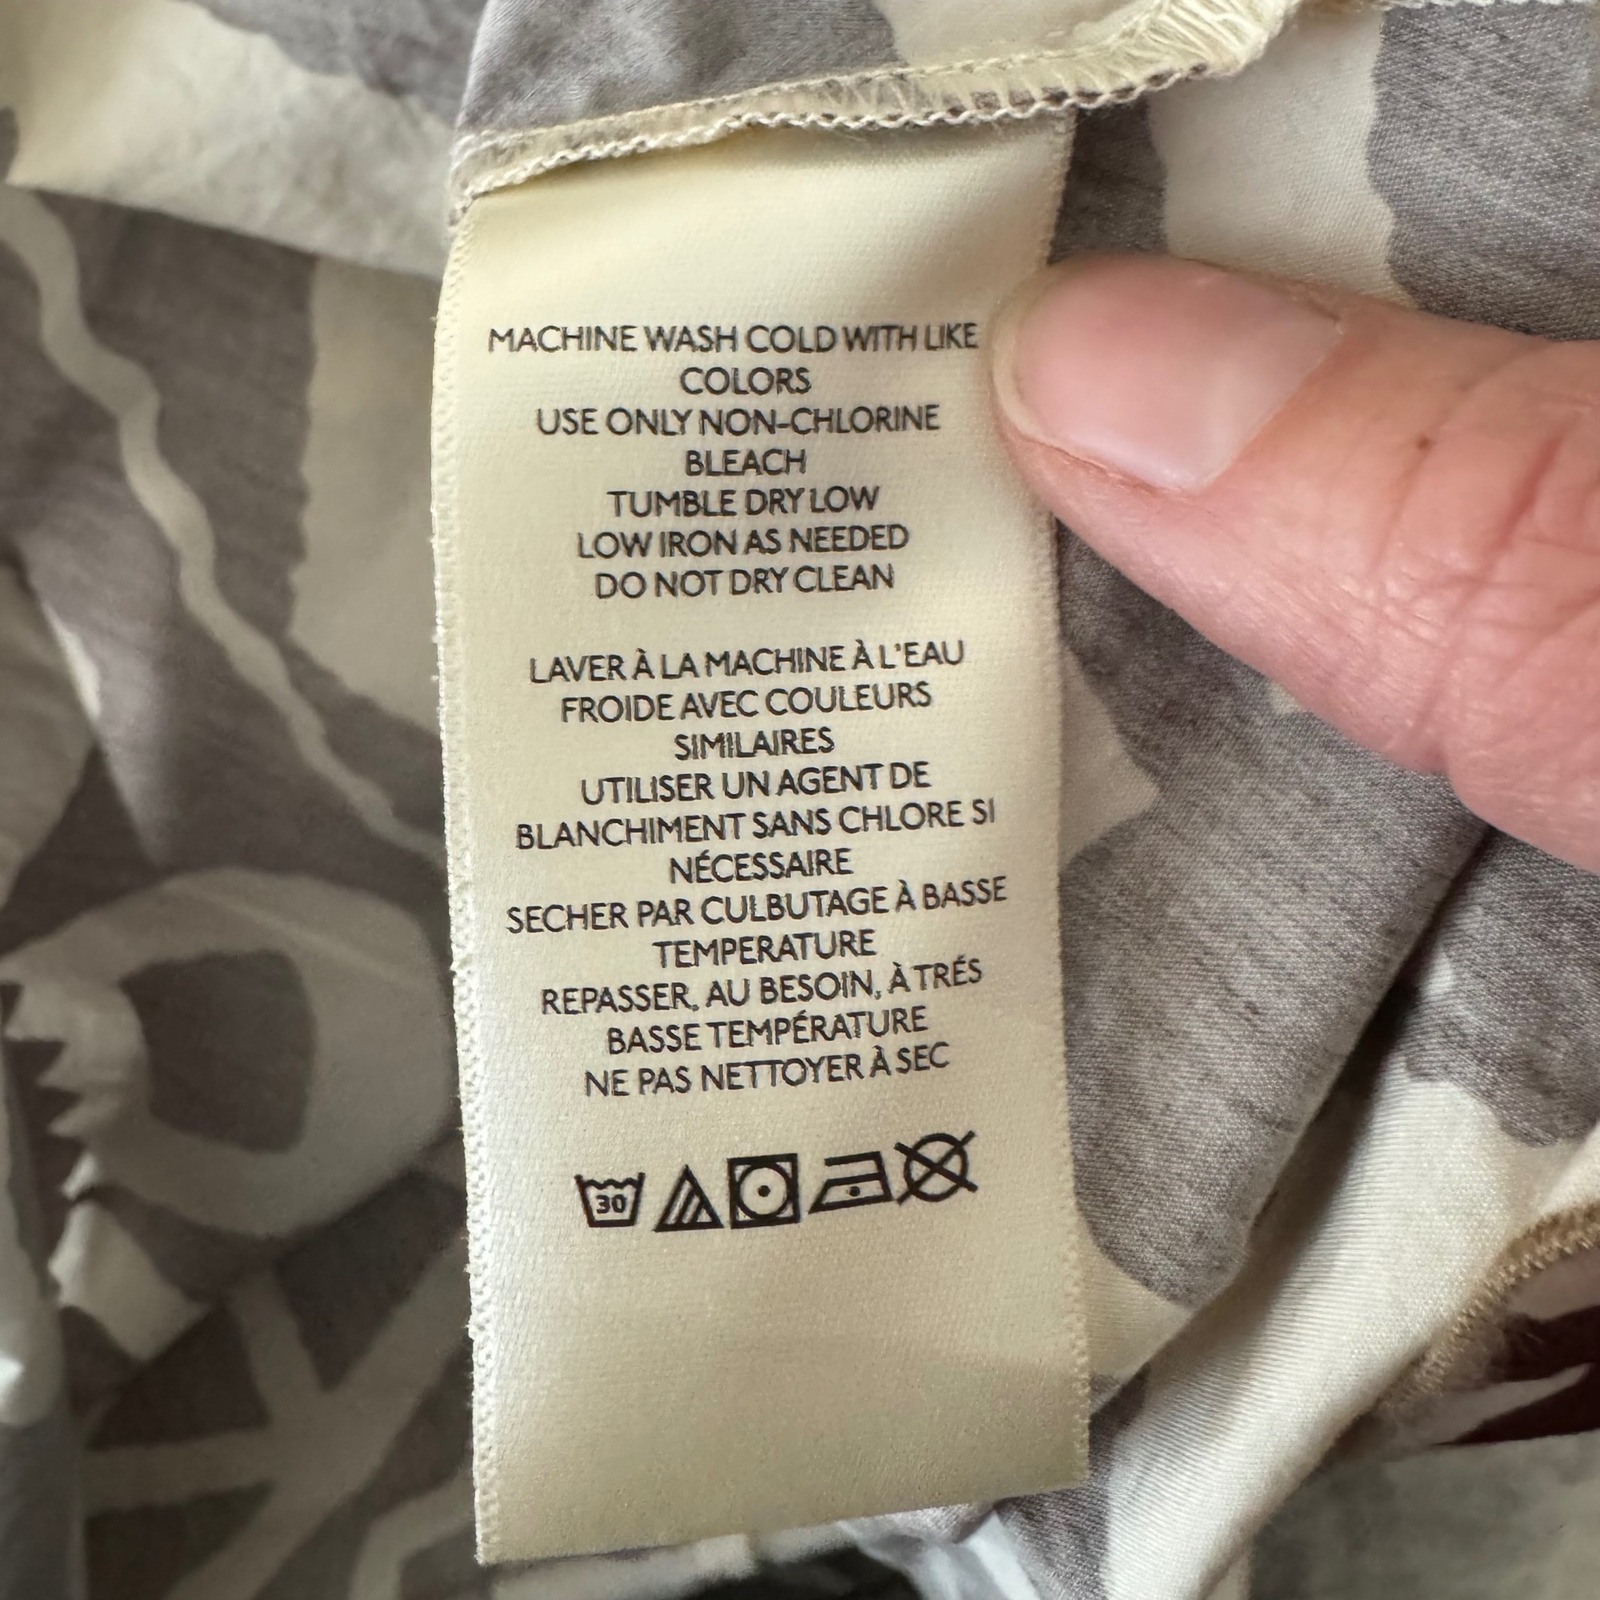 MACHINE WASH COLD WITH LIKE
COLORS
USE ONLY NON-CHLORINE
BLEACH
TUMBLE DRY LOW
LOW IRON AS NEEDED
DO NOT DRY CLEAN
LAVER À LA MACHINE À L'EAU
FROIDE AVEC COULEURS
SIMILAIRES
UTILISER UN AGENT DE
BLANCHIMENT SANS CHLORE SI
NÉCESSAIRE
SECHER PAR CULBUTAGE À BASSE
TEMPERATURE
REPASSER, AU BESOIN, À TRÉS
BASSE TEMPÉRATURE
NE PAS NETTOYER À SEC
30